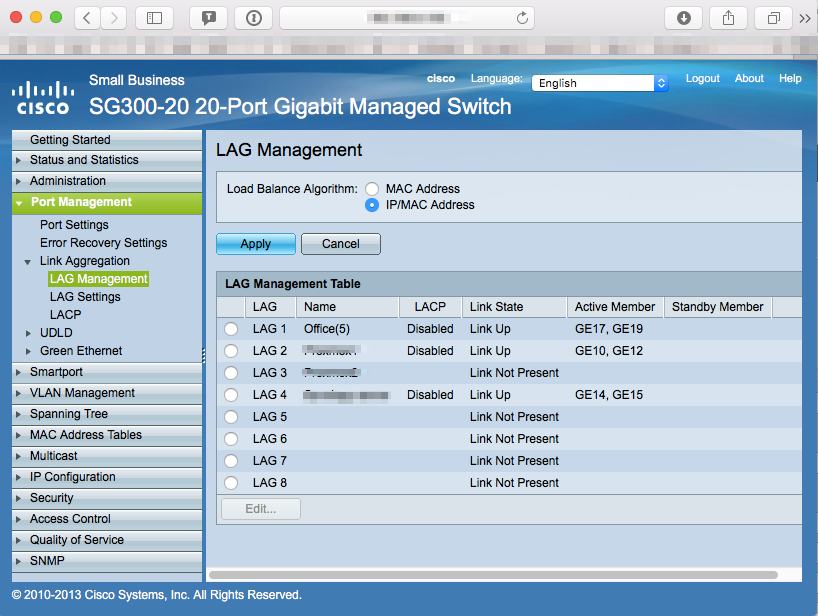 Small Business
cisco Language: English Logout About Help
CISCO SG300-20 20-Port Gigabit Managed Switch
Getting Started
Status and Statistics
Administration
Port Management
Port Settings
Error Recovery Settings
Link Aggregation
LAG Management
LAG Settings
LACP
UDLD
Green Ethernet
Smartport
VLAN Management
Spanning Tree
MAC Address Tables
Multicast
IP Configuration
Security
Access Control
Quality of Service
SNMP
LAG Management
Load Balance Algorithm: MAC Address
IP/MAC Address
Apply Cancel
LAG Management Table
LAG Name LACP Link State Active Member Standby Member
LAG 1 Office(5) Disabled Link Up GE17, GE19
LAG 2 Disabled Link Up GE10, GE12
LAG 3 Link Not Present
LAG 4 Disabled Link Up GE14, GE15
LAG 5 Link Not Present
LAG 6 Link Not Present
LAG 7 Link Not Present
LAG 8 Link Not Present
Edit...
© 2010-2013 Cisco Systems, Inc. All Rights Reserved.